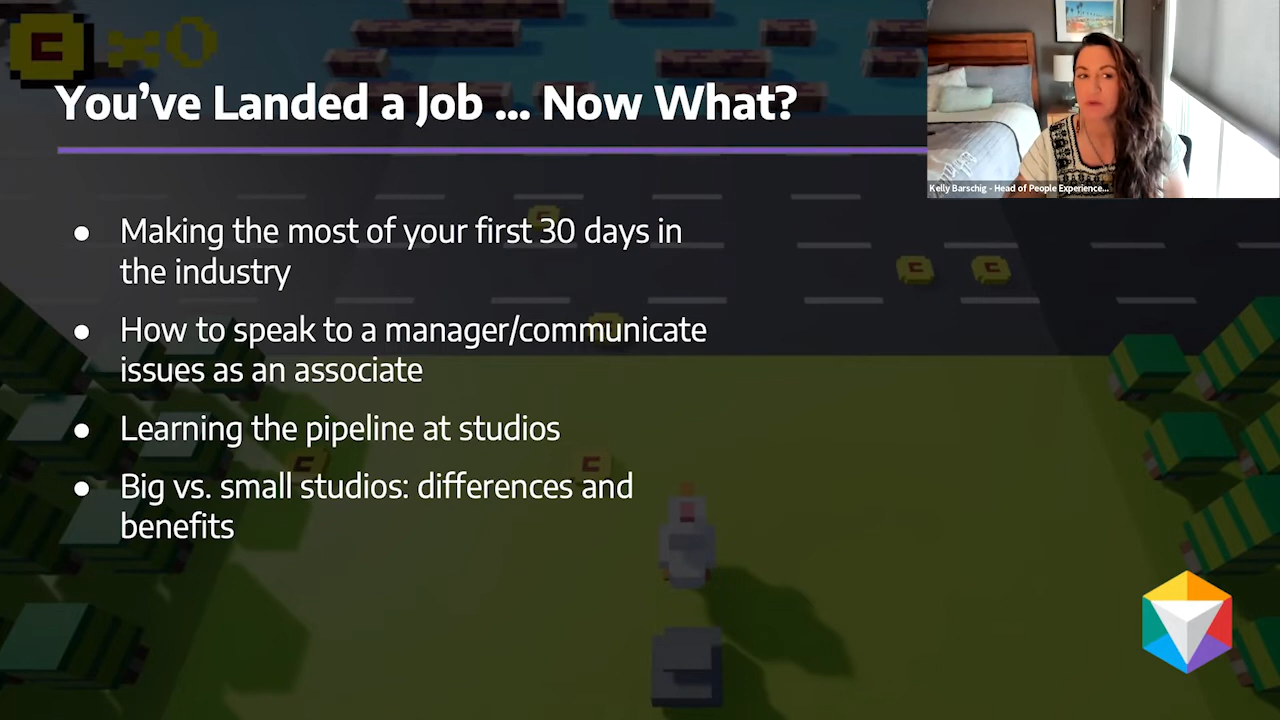 C x0
You've Landed a Job ... Now What?
Kelly Barschig - Head of People Experience...
● Making the most of your first 30 days in
the industry
● How to speak to a manager/communicate
issues as an associate
● Learning the pipeline at studios
● Big vs. small studios: differences and
benefits